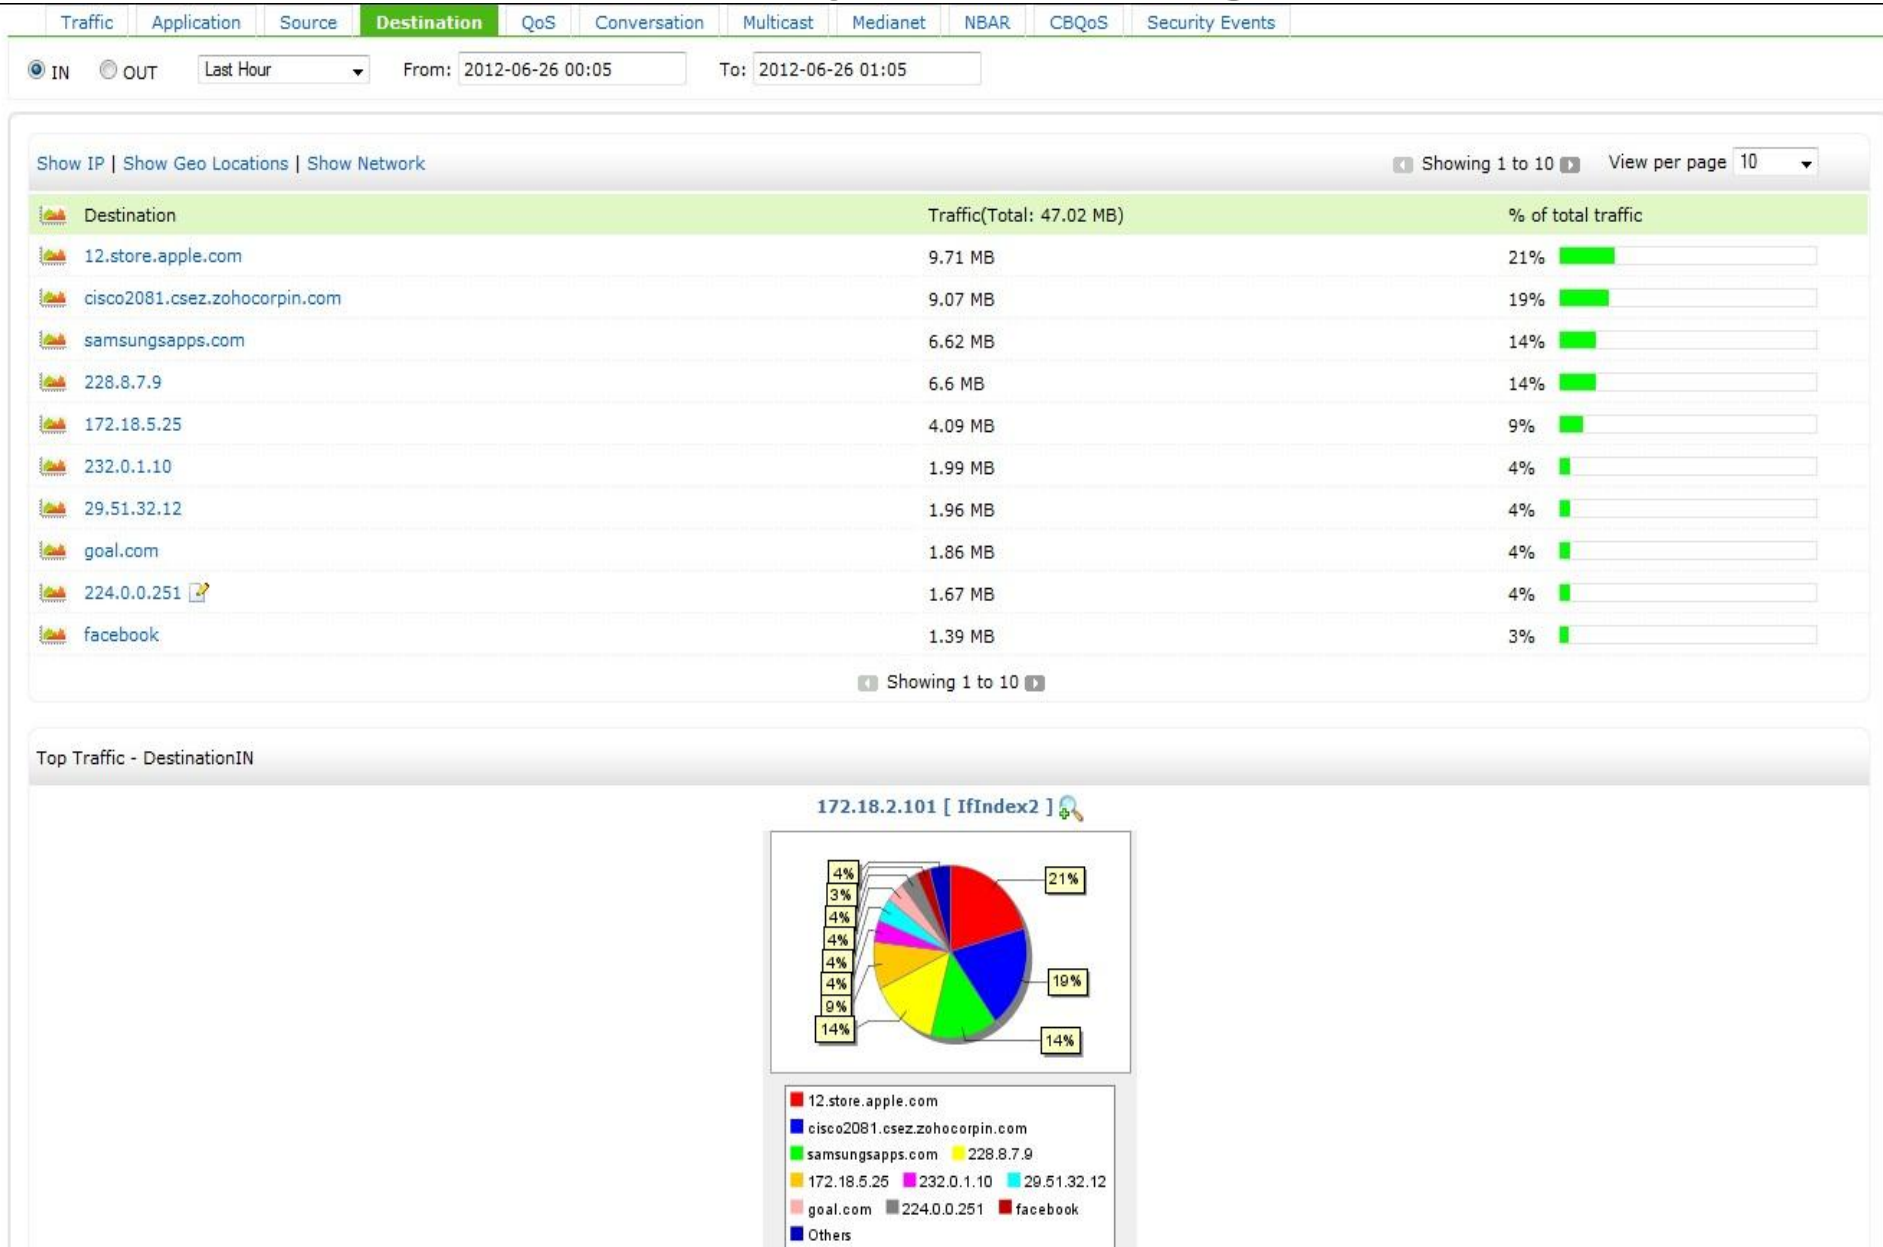 Traffic Application Source Destination QoS Conversation Multicast Medianet NBAR CBQoS Security Events
IN OUT Last Hour From: 2012-06-26 00:05 To: 2012-06-26 01:05
Show IP | Show Geo Locations | Show Network Showing 1 to 10 View per page 10
Destination Traffic(Total: 47.02 MB) % of total traffic
12.store.apple.com 9.71 MB 21%
cisco2081.csez.zohocorpin.com 9.07 MB 19%
samsungsapps.com 6.62 MB 14%
228.8.7.9 6.6 MB 14%
172.18.5.25 4.09 MB 9%
232.0.1.10 1.99 MB 4%
29.51.32.12 1.96 MB 4%
goal.com 1.86 MB 4%
224.0.0.251 1.67 MB 4%
facebook 1.39 MB 3%
Showing 1 to 10
Top Traffic - DestinationIN
172.18.2.101 [ IfIndex2 ]
4%
21%
3%
4%
4%
4%
4%
19%
9%
14%
14%
12.store.apple.com
cisco2081.csez.zohocorpin.com
samsungsapps.com 228.8.7.9
172.18.5.25 232.0.1.10 29.51.32.12
goal.com 224.0.0.251 facebook
Others